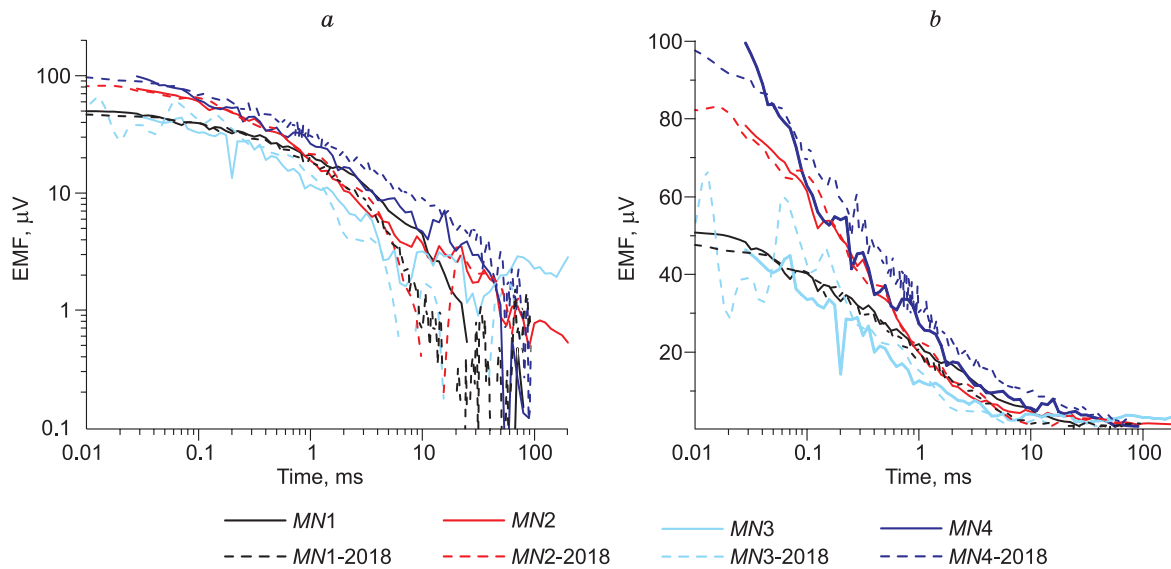 a
b
100
10
1
0.1
EMF, µV
0.01 0.1 1 10 100
Time, ms
100
80
60
40
20
EMF, µV
0.01 0.1 1 10 100
Time, ms
MN1 MN2 MN3 MN4
MN1-2018 MN2-2018 MN3-2018 MN4-2018